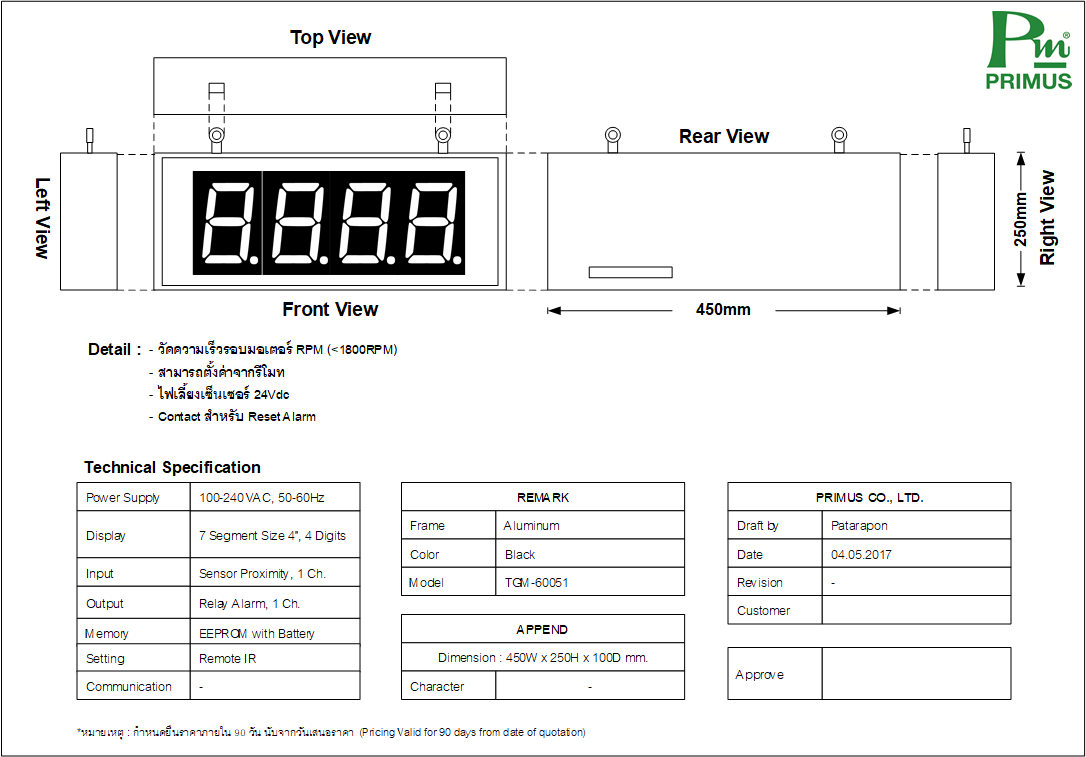 Top View
Pm®
PRIMUS
Rear View
Left View
8.8.8.8.
250mm
Right View
Front View
450mm
Detail : - วัดความเร็วรอบมอเตอร์ RPM (<1800RPM)
- สามารถตั้งค่าจากรีโมท
- ไฟเลี้ยงเซ็นเซอร์ 24Vdc
- Contact สำหรับ Reset Alarm
Technical Specification
Power Supply 100-240VAC, 50-60Hz
Display 7 Segment Size 4", 4 Digits
Input Sensor Proximity, 1 Ch.
Output Relay Alarm, 1 Ch.
Memory EEPROM with Battery
Setting Remote IR
Communication -
REMARK
Frame Aluminum
Color Black
Model TGM-60051
APPEND
Dimension : 450W x 250H x 100D mm.
Character -
PRIMUS CO., LTD.
Draft by Patarapon
Date 04.05.2017
Revision -
Customer
Approve
*หมายเหตุ : กำหนดยืนราคาภายใน 90 วัน นับจากวันเสนอราคา (Pricing Valid for 90 days from date of quotation)